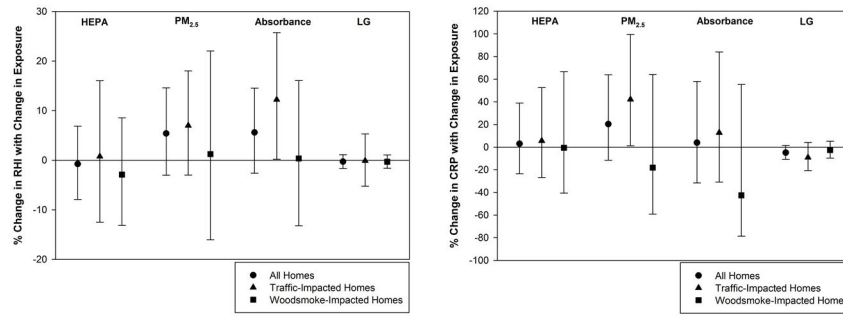 HEPA PM2.5 Absorbance LG
% Change in RHI with Change in Exposure
30
20
10
0
-10
-20
All Homes
Traffic-Impacted Homes
Woodsmoke-Impacted Homes
HEPA PM2.5 Absorbance LG
% Change in CRP with Change in Exposure
120
100
80
60
40
20
0
-20
-40
-60
-80
-100
All Homes
Traffic-Impacted Homes
Woodsmoke-Impacted Homes